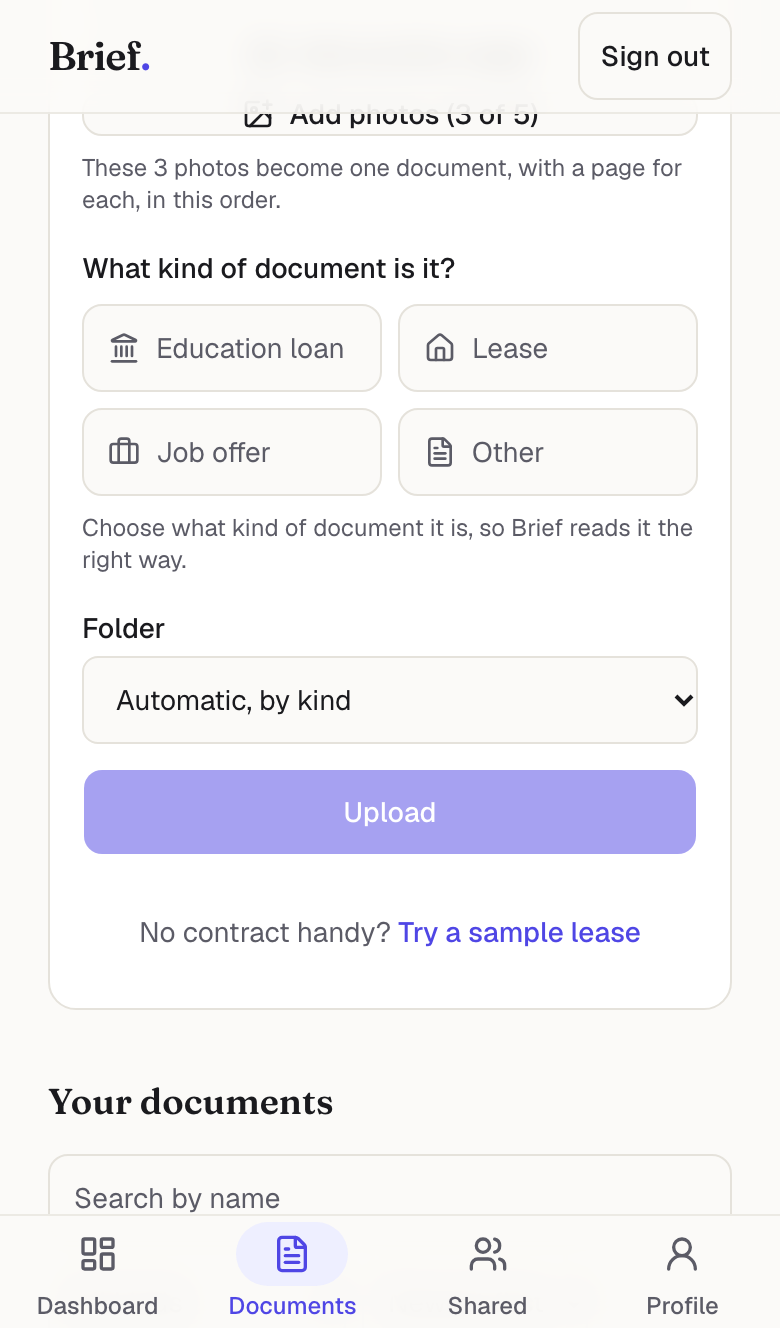 Brief.
Sign out
Add photos (3 of 5)
These 3 photos become one document, with a page for
each, in this order.
What kind of document is it?
Education loan
Lease
Job offer
Other
Choose what kind of document it is, so Brief reads it the
right way.
Folder
Automatic, by kind
Upload
No contract handy? Try a sample lease
Your documents
Search by name
Dashboard
Documents
Shared
Profile